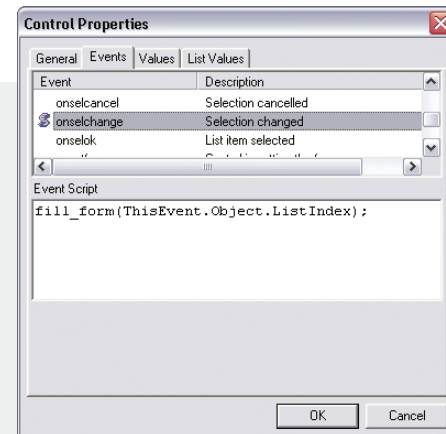 Control Properties
General Events Values List Values
Event Description
onselcancel Selection cancelled
onselchange Selection changed
onselok List item selected
Event Script
fill_form(ThisEvent.Object.ListIndex);
OK Cancel